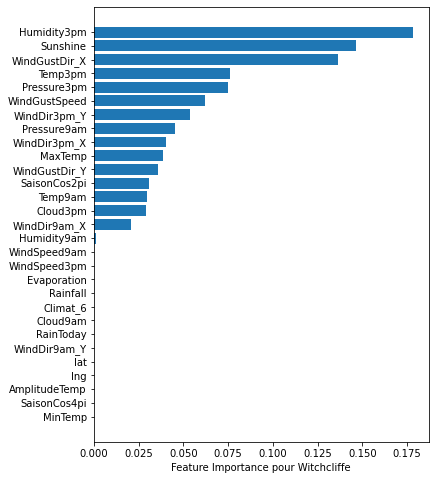 Humidity3pm
Sunshine
WindGustDir_X
Temp3pm
Pressure3pm
WindGustSpeed
WindDir3pm_Y
Pressure9am
WindDir3pm_X
MaxTemp
WindGustDir_Y
SaisonCos2pi
Temp9am
Cloud3pm
WindDir9am_X
Humidity9am
WindSpeed9am
WindSpeed3pm
Evaporation
Rainfall
Climat_6
Cloud9am
RainToday
WindDir9am_Y
lat
lng
AmplitudeTemp
SaisonCos4pi
MinTemp
0.000 0.025 0.050 0.075 0.100 0.125 0.150 0.175
Feature Importance pour Witchcliffe